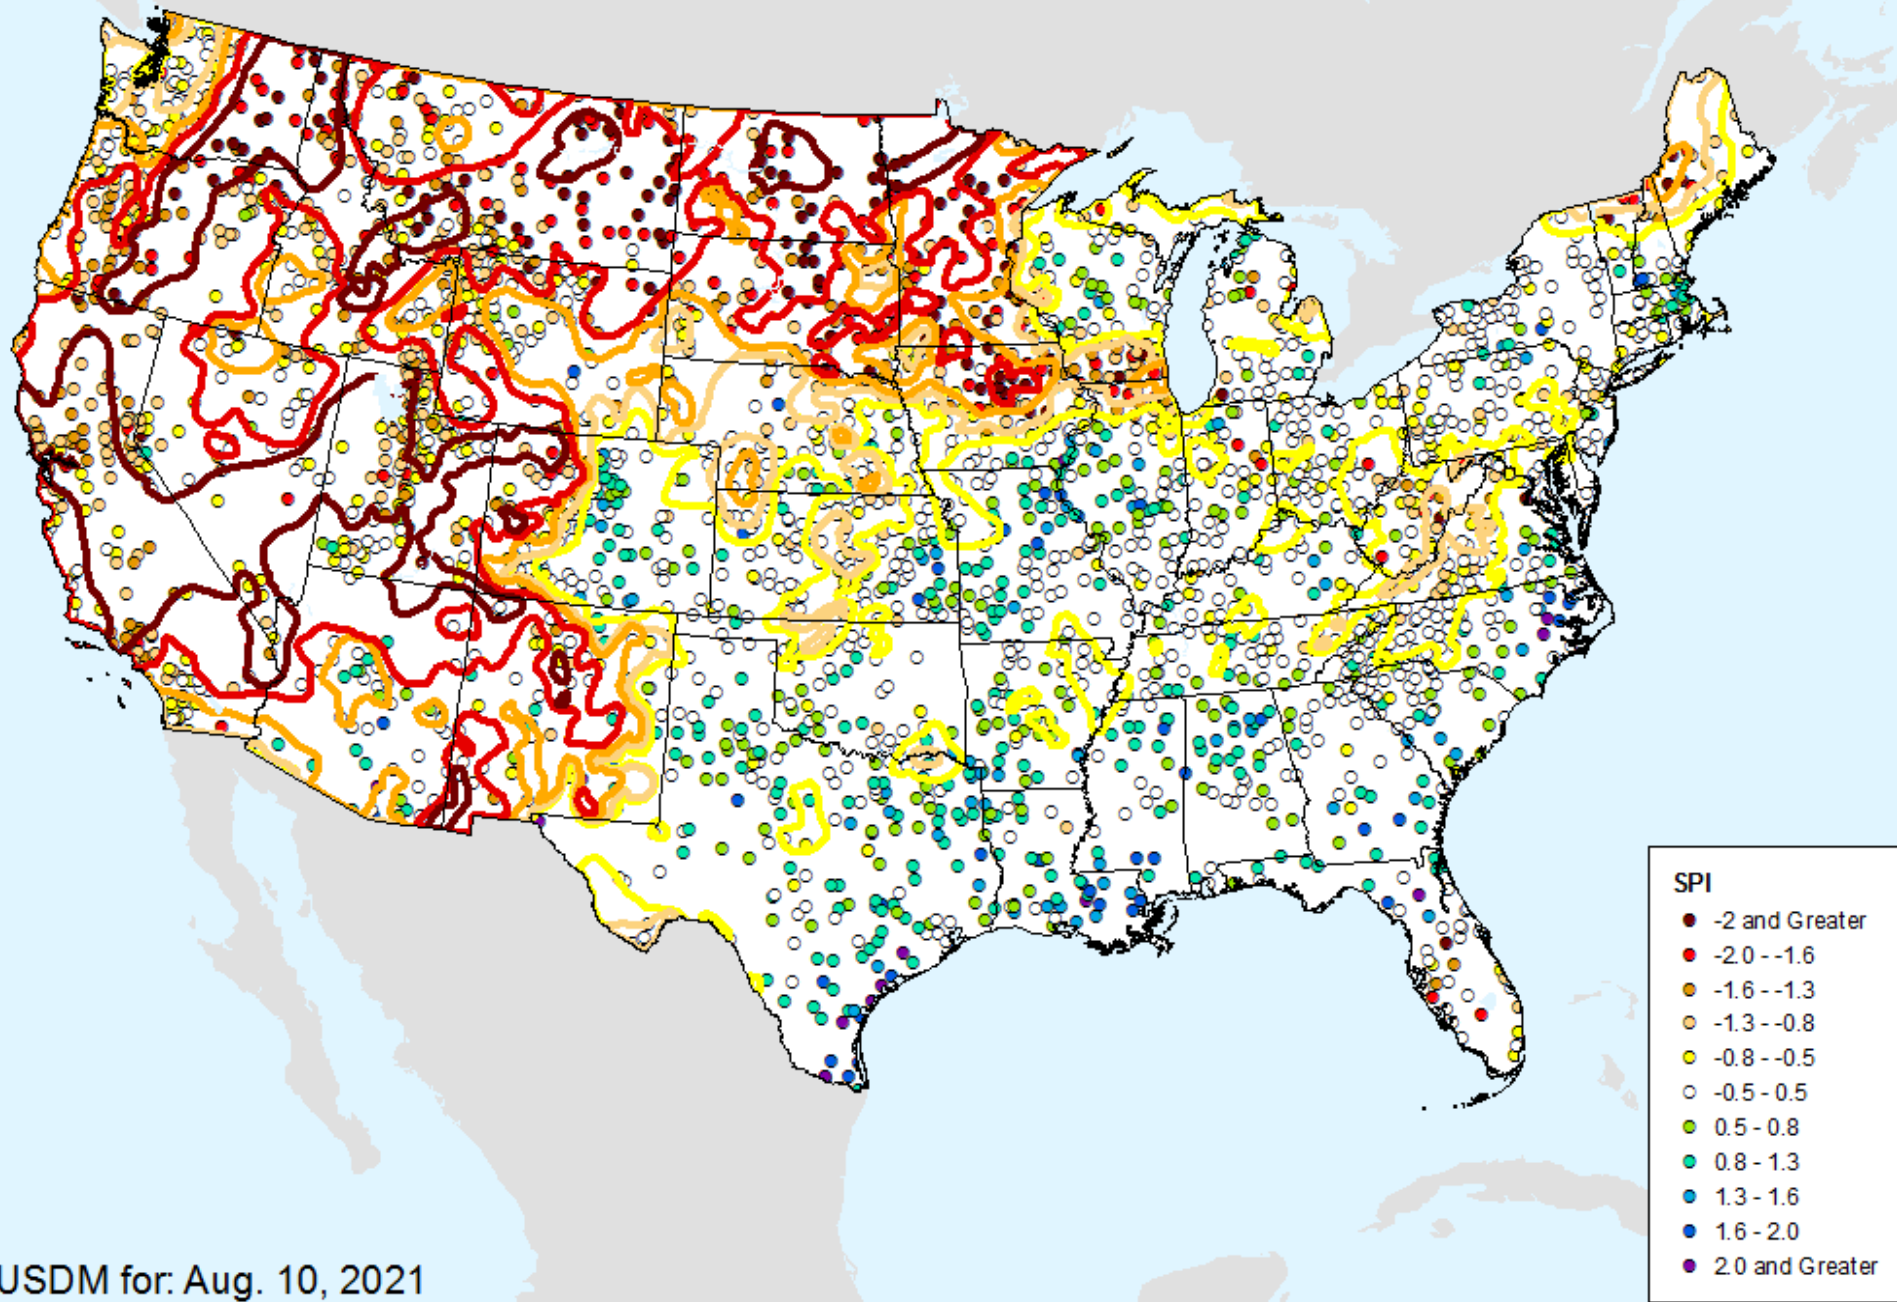 SPI
-2 and Greater
-2.0 - -1.6
-1.6 - -1.3
-1.3 - -0.8
-0.8 - -0.5
-0.5 - 0.5
0.5 - 0.8
0.8 - 1.3
1.3 - 1.6
1.6 - 2.0
2.0 and Greater
USDM for: Aug. 10, 2021